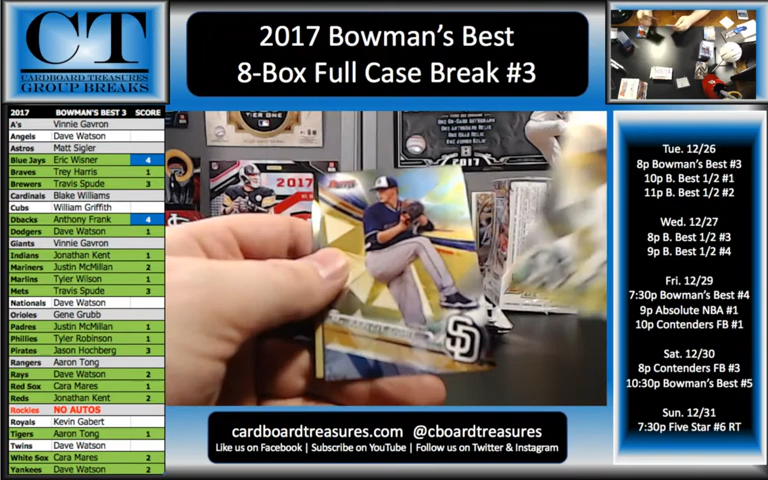 CT
CARDBOARD TREASURES
GROUP BREAKS
2017 Bowman's Best
8-Box Full Case Break #3
2017 BOWMAN'S BEST 3 SCORE
A's Vinnie Gavron
Angels Dave Watson
Astros Matt Sigler
Blue Jays Eric Wisner 4
Braves Trey Harris 1
Brewers Travis Spude 3
Cardinals Blake Williams
Cubs William Griffith
Dbacks Anthony Frank 4
Dodgers Dave Watson 1
Giants Vinnie Gavron
Indians Jonathan Kent 1
Mariners Justin McMillan 2
Marlins Tyler Wilson 1
Mets Travis Spude 3
Nationals Dave Watson
Orioles Gene Grubb
Padres Justin McMillan 1
Phillies Tyler Robinson 1
Pirates Jason Hochberg 3
Rangers Aaron Tong
Rays Dave Watson 2
Red Sox Cara Mares 1
Reds Jonathan Kent 2
Rockies NO AUTOS
Royals Kevin Gabert
Tigers Aaron Tong 1
Twins Dave Watson
White Sox Cara Mares 2
Yankees Dave Watson 2
TIER ONE
2017
2017
SD
Tue. 12/26
8p Bowman's Best #3
10p B. Best 1/2 #1
11p B. Best 1/2 #2
Wed. 12/27
8p B. Best 1/2 #3
9p B. Best 1/2 #4
Fri. 12/29
7:30p Bowman's Best #4
9p Absolute NBA #1
10p Contenders FB #1
Sat. 12/30
8p Contenders FB #3
10:30p Bowman's Best #5
Sun. 12/31
7:30p Five Star #6 RT
cardboardtreasures.com @cboardtreasures
Like us on Facebook | Subscribe on YouTube | Follow us on Twitter & Instagram